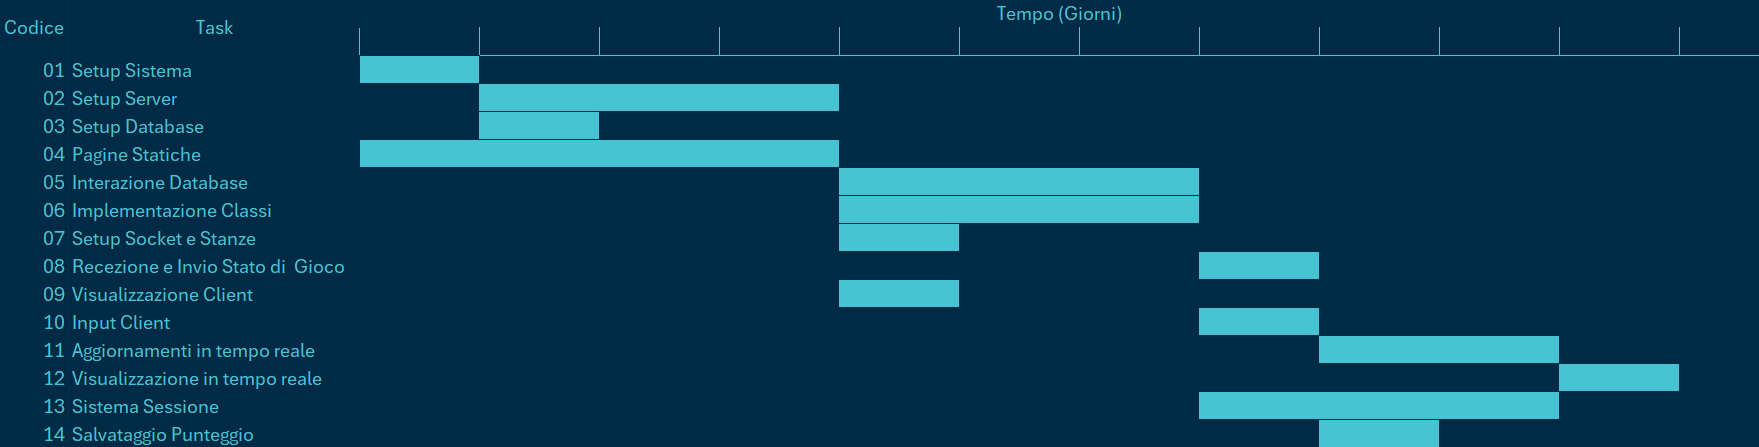 Tempo (Giorni)
Codice Task
01 Setup Sistema
02 Setup Server
03 Setup Database
04 Pagine Statiche
05 Interazione Database
06 Implementazione Classi
07 Setup Socket e Stanze
08 Recezione e Invio Stato di  Gioco
09 Visualizzazione Client
10 Input Client
11 Aggiornamenti in tempo reale
12 Visualizzazione in tempo reale
13 Sistema Sessione
14 Salvataggio Punteggio